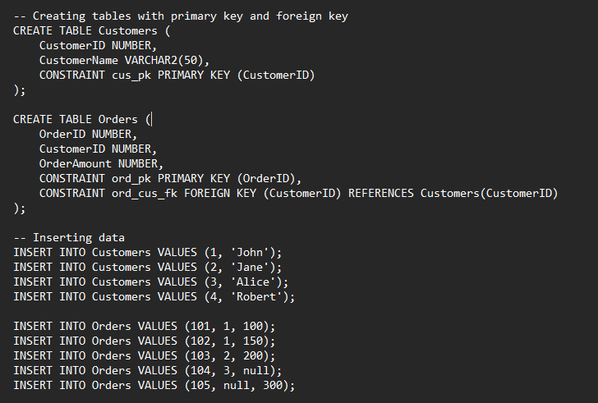 -- Creating tables with primary key and foreign key
CREATE TABLE Customers (
    CustomerID NUMBER,
    CustomerName VARCHAR2(50),
    CONSTRAINT cus_pk PRIMARY KEY (CustomerID)
);

CREATE TABLE Orders (
    OrderID NUMBER,
    CustomerID NUMBER,
    OrderAmount NUMBER,
    CONSTRAINT ord_pk PRIMARY KEY (OrderID),
    CONSTRAINT ord_cus_fk FOREIGN KEY (CustomerID) REFERENCES Customers(CustomerID)
);

-- Inserting data
INSERT INTO Customers VALUES (1, 'John');
INSERT INTO Customers VALUES (2, 'Jane');
INSERT INTO Customers VALUES (3, 'Alice');
INSERT INTO Customers VALUES (4, 'Robert');

INSERT INTO Orders VALUES (101, 1, 100);
INSERT INTO Orders VALUES (102, 1, 150);
INSERT INTO Orders VALUES (103, 2, 200);
INSERT INTO Orders VALUES (104, 3, null);
INSERT INTO Orders VALUES (105, null, 300);